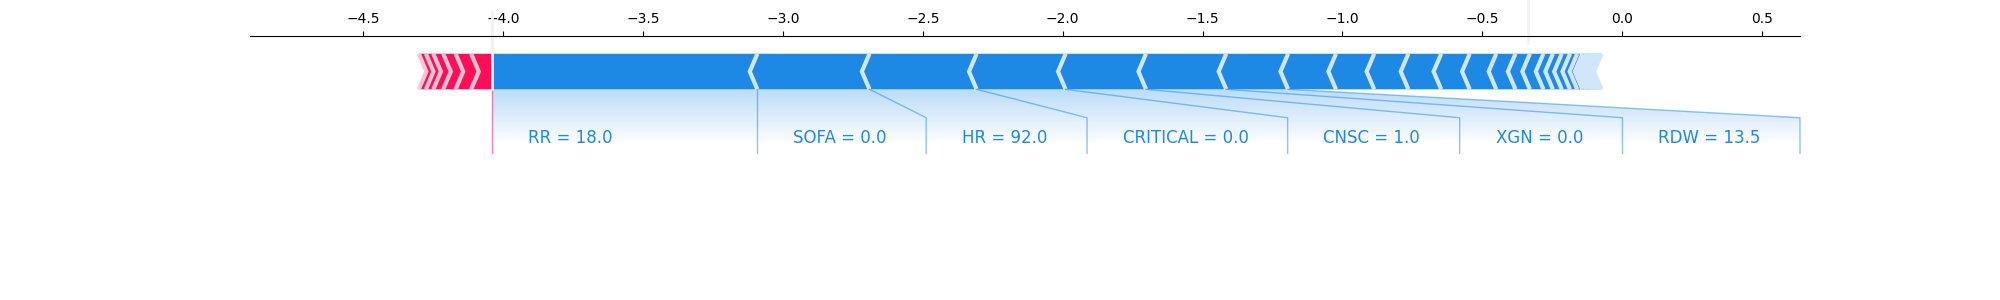 −4.5 −4.0 −3.5 −3.0 −2.5 −2.0 −1.5 −1.0 −0.5 0.0 0.5
RR = 18.0 SOFA = 0.0 HR = 92.0 CRITICAL = 0.0 CNSC = 1.0 XGN = 0.0 RDW = 13.5